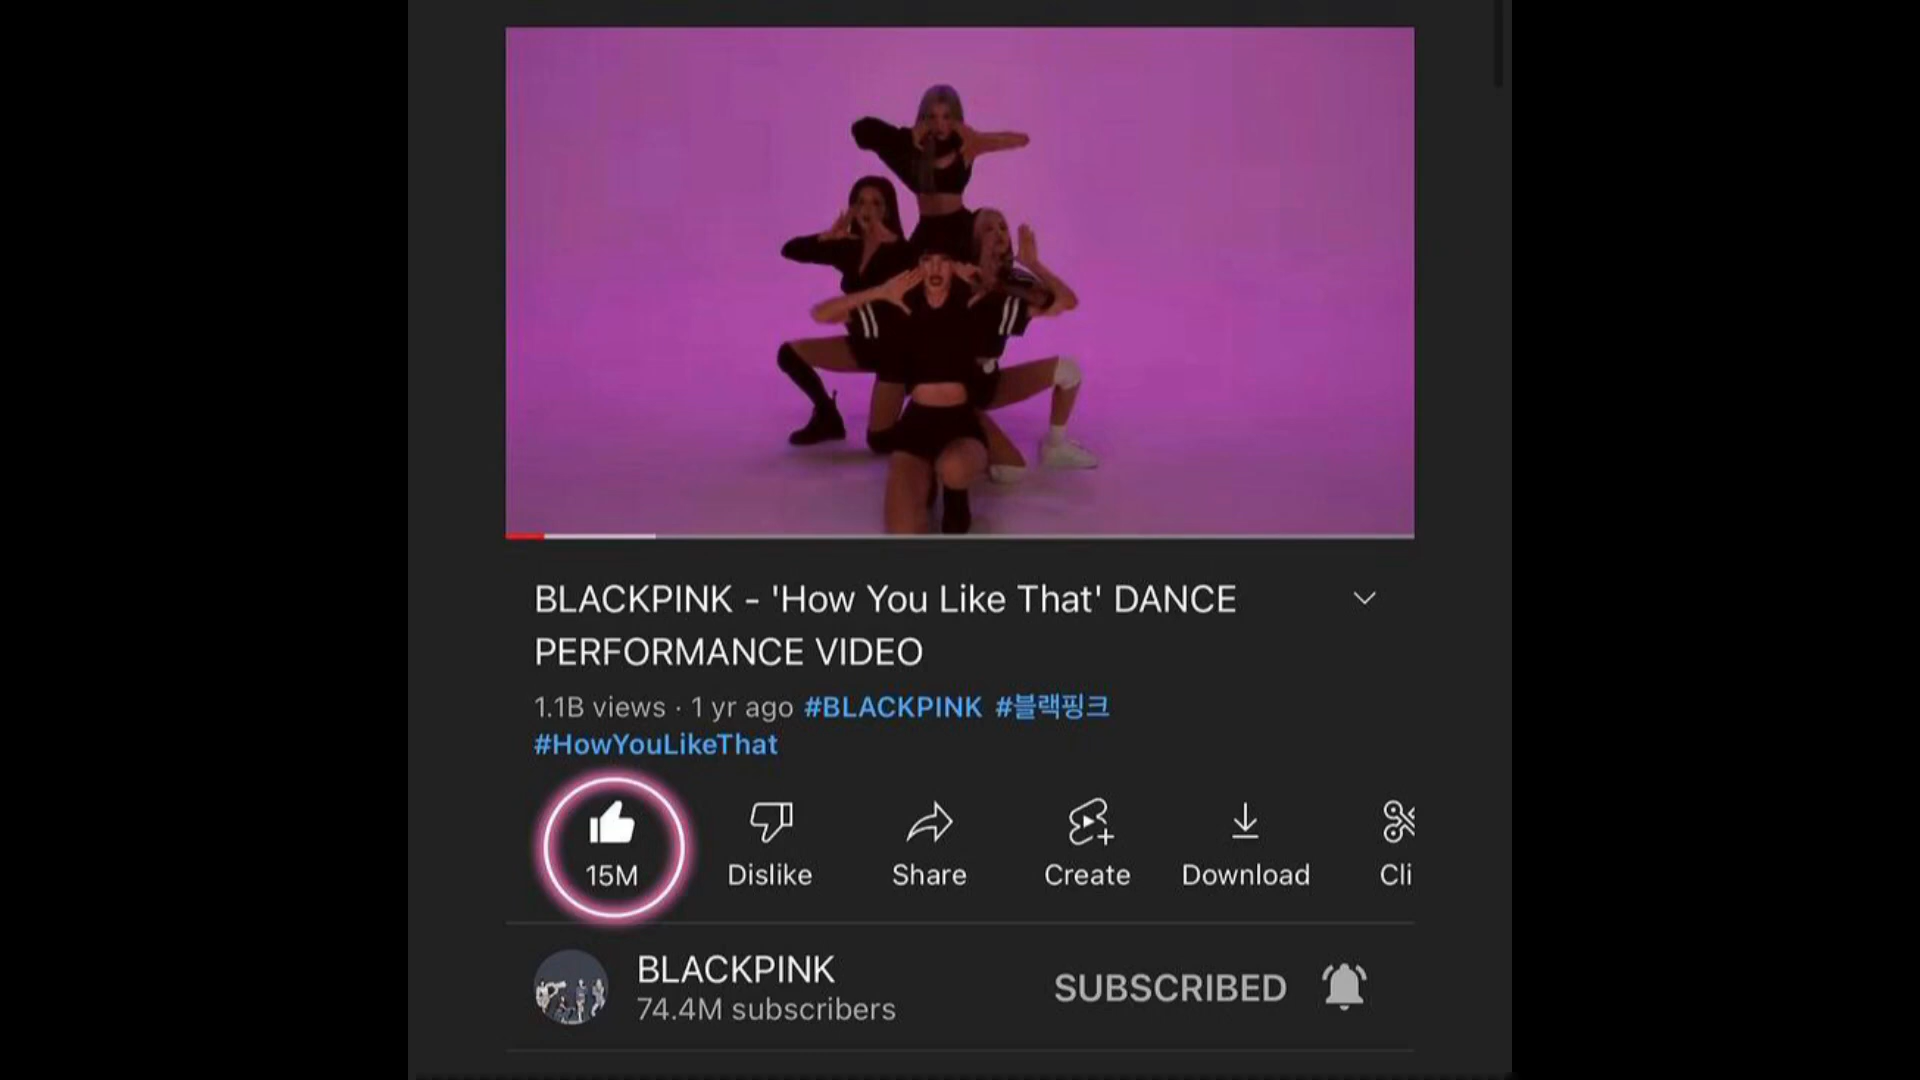 BLACKPINK - 'How You Like That' DANCE
PERFORMANCE VIDEO
1.1B views · 1 yr ago #BLACKPINK #블랙핑크
#HowYouLikeThat
15M Dislike Share Create Download Cli
BLACKPINK
74.4M subscribers
SUBSCRIBED